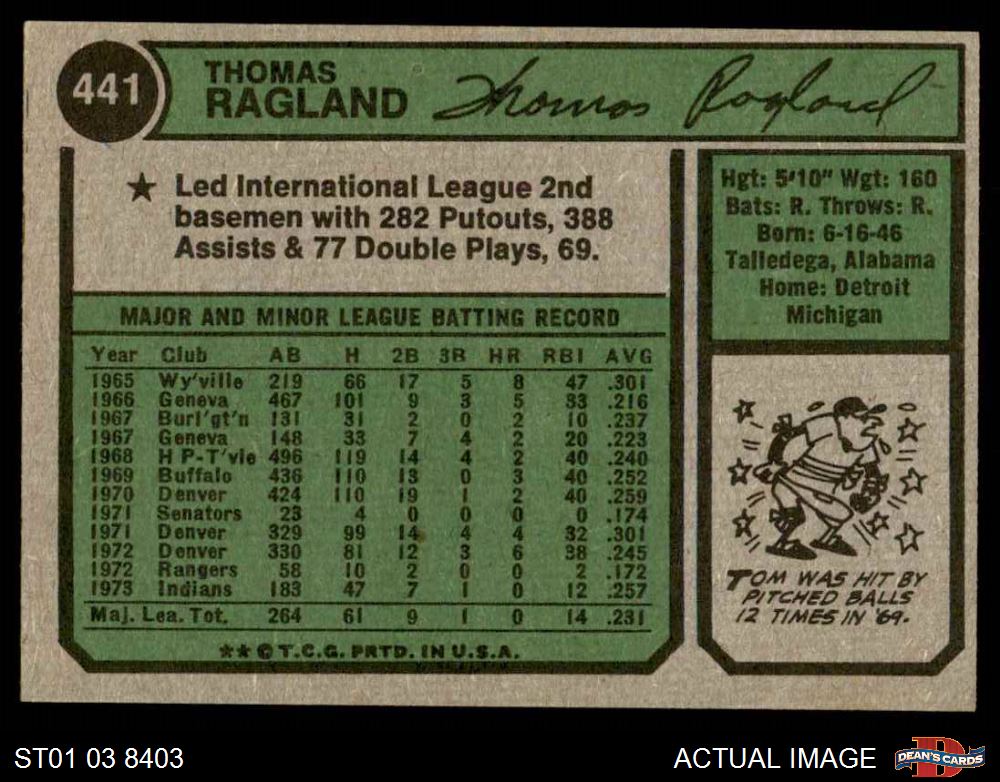 441
THOMAS
RAGLAND
Thomas Ragland
★ Led International League 2nd
basemen with 282 Putouts, 388
Assists & 77 Double Plays, 69.
Hgt: 5'10" Wgt: 160
Bats: R. Throws: R.
Born: 6-16-46
Talledega, Alabama
Home: Detroit
Michigan
MAJOR AND MINOR LEAGUE BATTING RECORD
Year Club AB H 2B 3B HR RBI AVG
1965 Wy'ville 219 66 17 5 8 47 .301
1966 Geneva 467 101 9 3 5 33 .216
1967 Burl'gt'n 131 31 2 0 2 10 .237
1967 Geneva 148 33 7 4 2 20 .223
1968 H P-T'vle 496 119 14 4 2 40 .240
1969 Buffalo 436 110 13 0 3 40 .252
1970 Denver 424 110 19 1 2 40 .259
1971 Senators 23 4 0 0 0 0 .174
1971 Denver 329 99 14 4 4 32 .301
1972 Denver 330 81 12 3 6 38 .245
1972 Rangers 58 10 2 0 0 2 .172
1973 Indians 183 47 7 1 0 12 .257
Maj. Lea. Tot. 264 61 9 1 0 14 .231
★★ © T.C.G. PRTD. IN U.S.A.
TOM WAS HIT BY
PITCHED BALLS
12 TIMES IN '69.
ST01 03 8403
ACTUAL IMAGE
D
DEAN'S CARDS